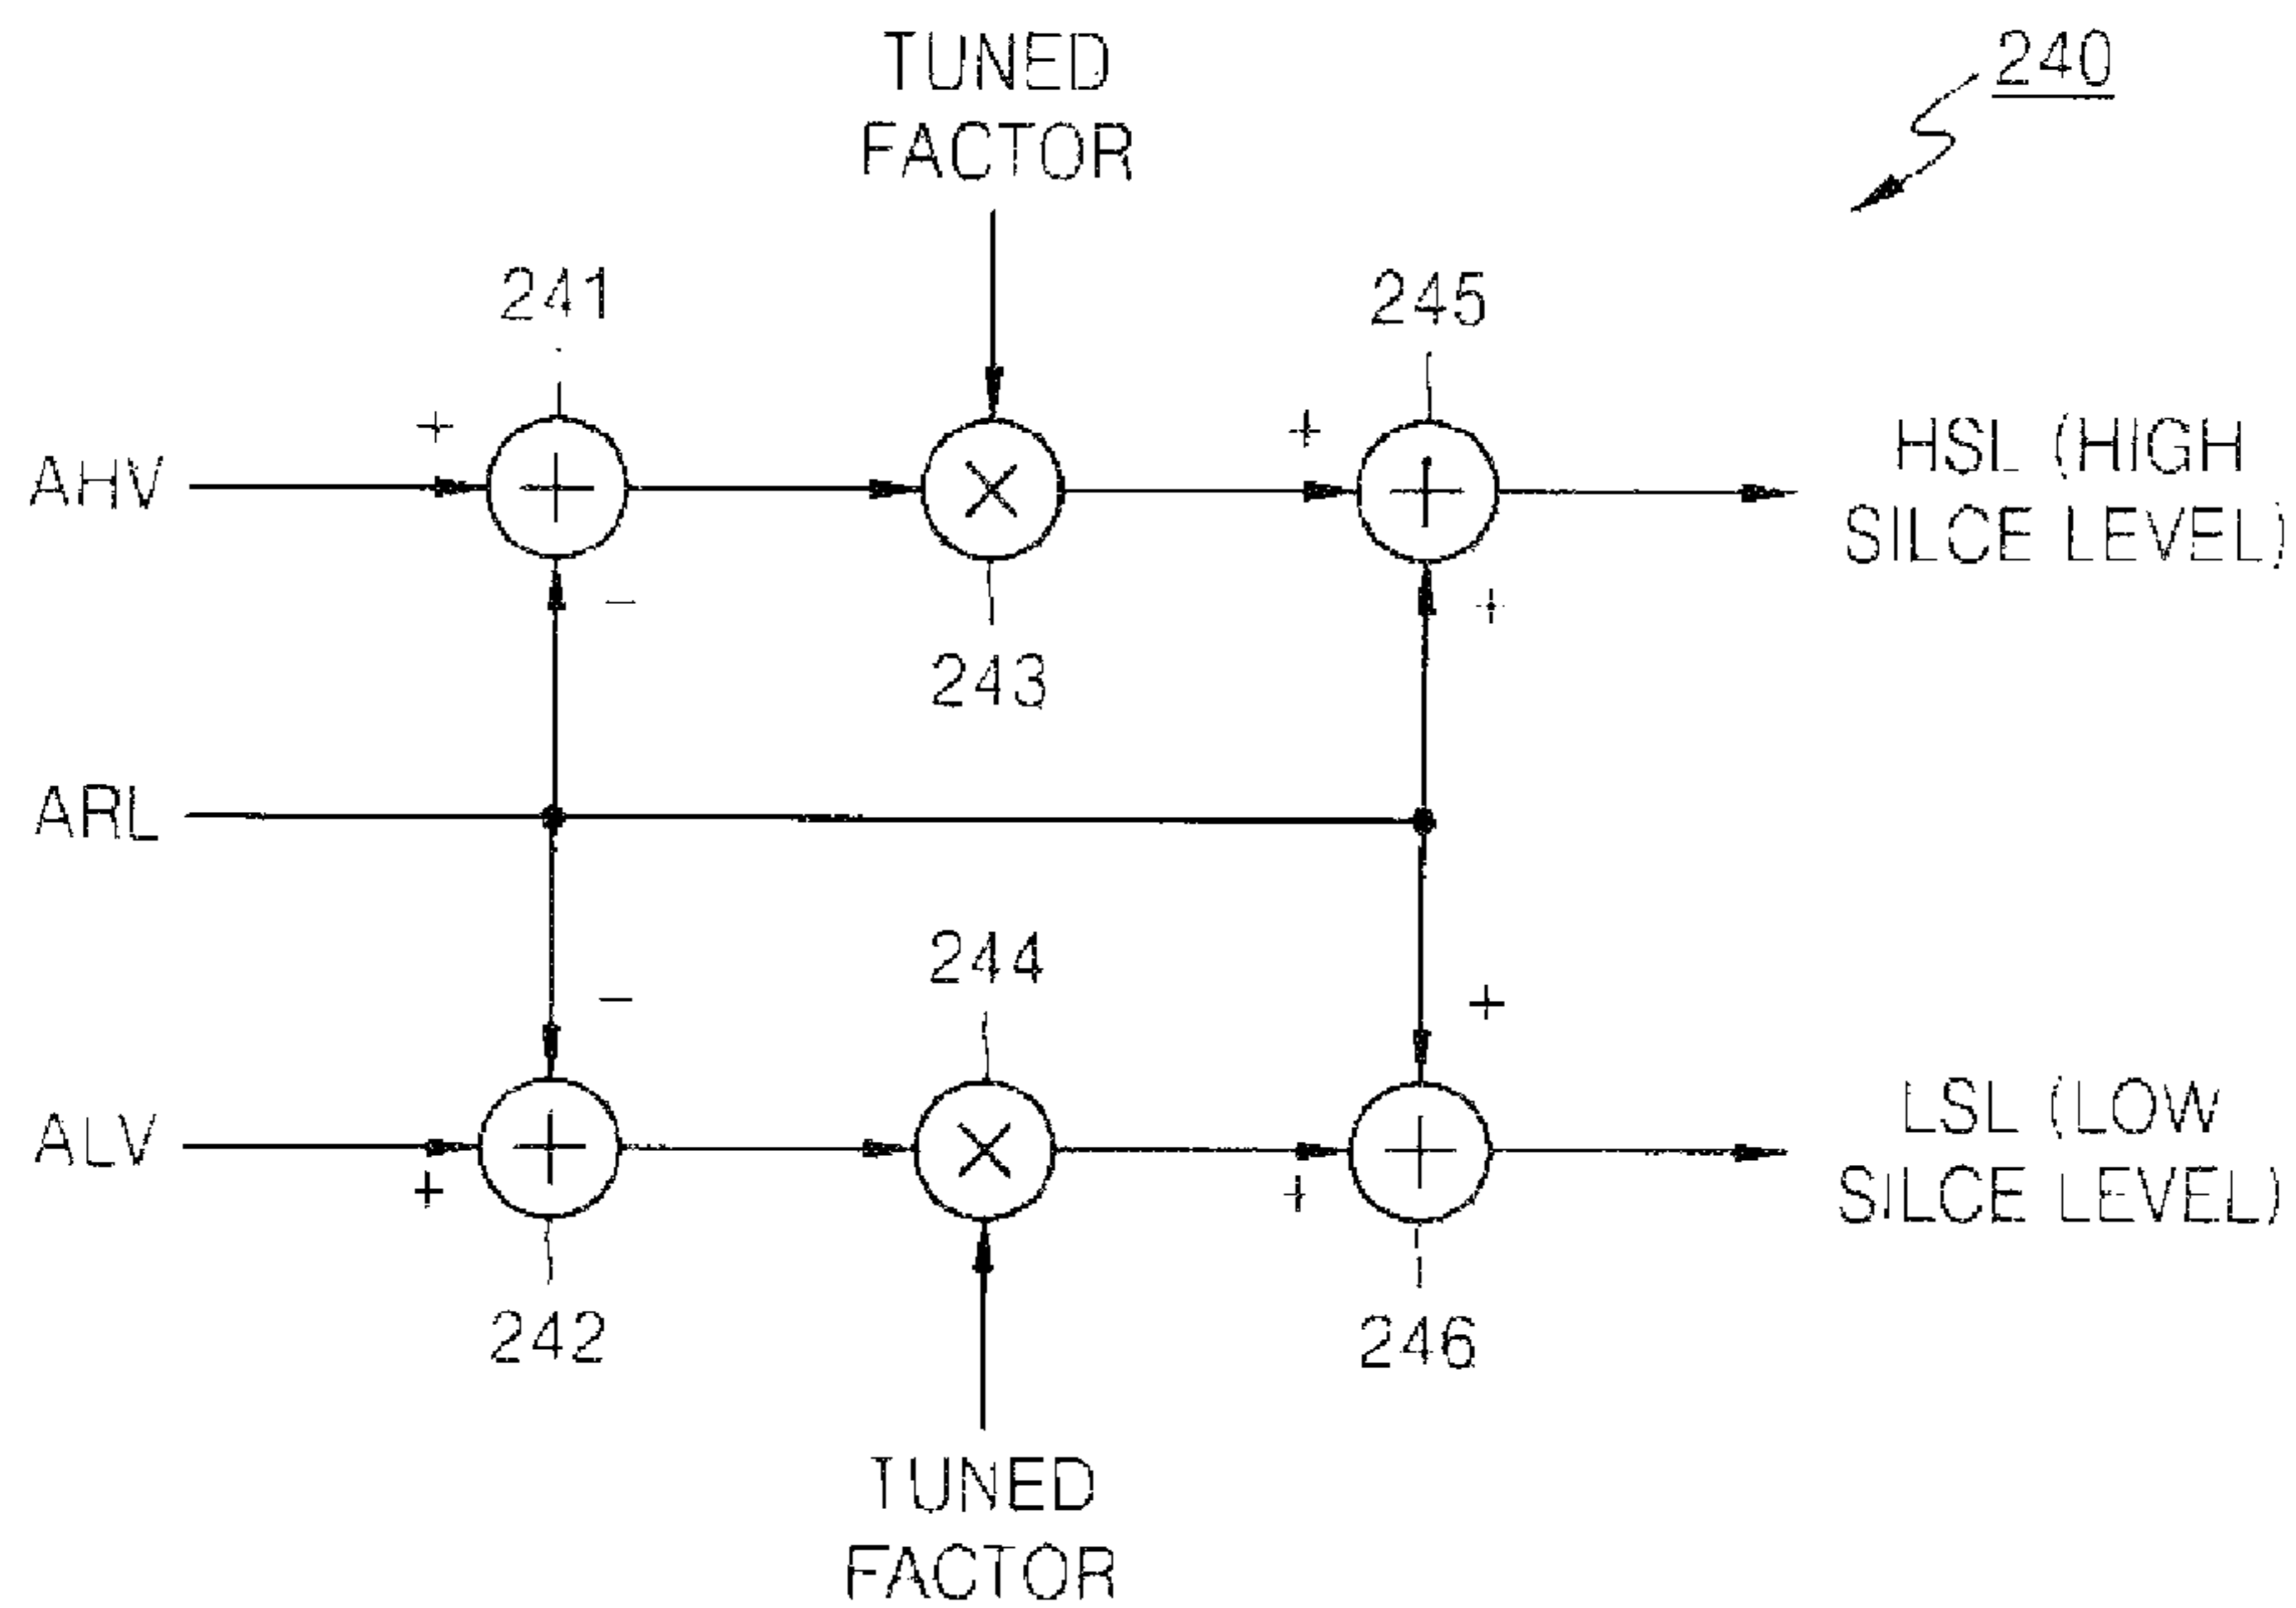 TUNED
FACTOR
240
241
245
+
+
AHV
HSL (HIGH
SILCE LEVEL)
-
+
243
ARL
244
-
+
ALV
LSL (LOW
SILCE LEVEL)
+
+
242
246
TUNED
FACTOR